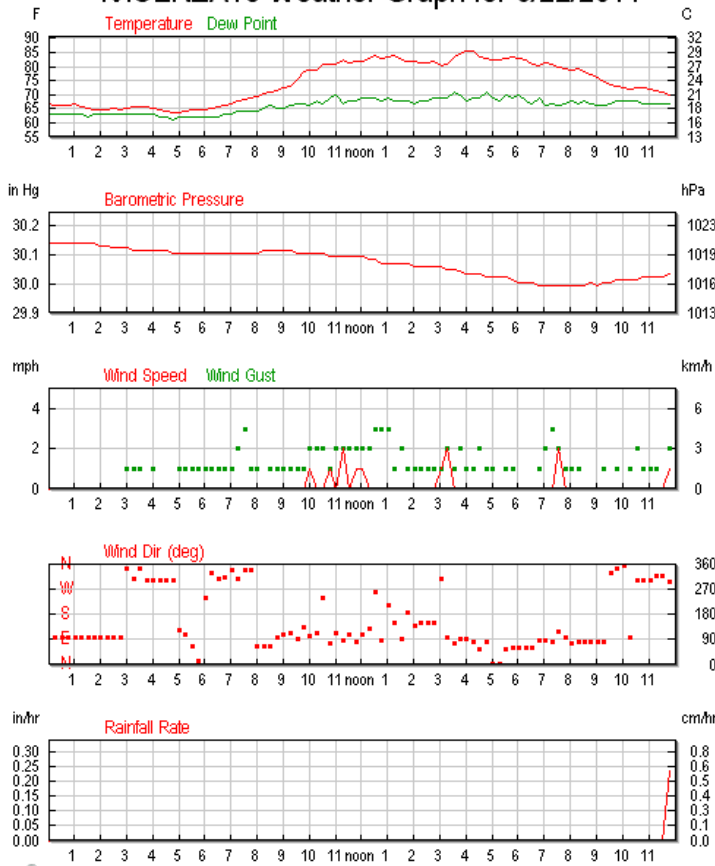 Weather Graph for
F Temperature Dew Point C
90 32
85 29
80 27
75 24
70 21
65 18
60 16
55 13
1 2 3 4 5 6 7 8 9 10 11 noon 1 2 3 4 5 6 7 8 9 10 11
in Hg Barometric Pressure hPa
30.2 1023
30.1 1019
30.0 1016
29.9 1013
1 2 3 4 5 6 7 8 9 10 11 noon 1 2 3 4 5 6 7 8 9 10 11
mph Wind Speed Wind Gust km/h
4 6
2 3
0 0
1 2 3 4 5 6 7 8 9 10 11 noon 1 2 3 4 5 6 7 8 9 10 11
Wind Dir (deg)
N 360
W 270
S 180
E 90
N 0
1 2 3 4 5 6 7 8 9 10 11 noon 1 2 3 4 5 6 7 8 9 10 11
in/hr Rainfall Rate cm/hr
0.30 0.8
0.25 0.6
0.20 0.5
0.15 0.4
0.10 0.3
0.05 0.1
0.00 0.0
1 2 3 4 5 6 7 8 9 10 11 noon 1 2 3 4 5 6 7 8 9 10 11